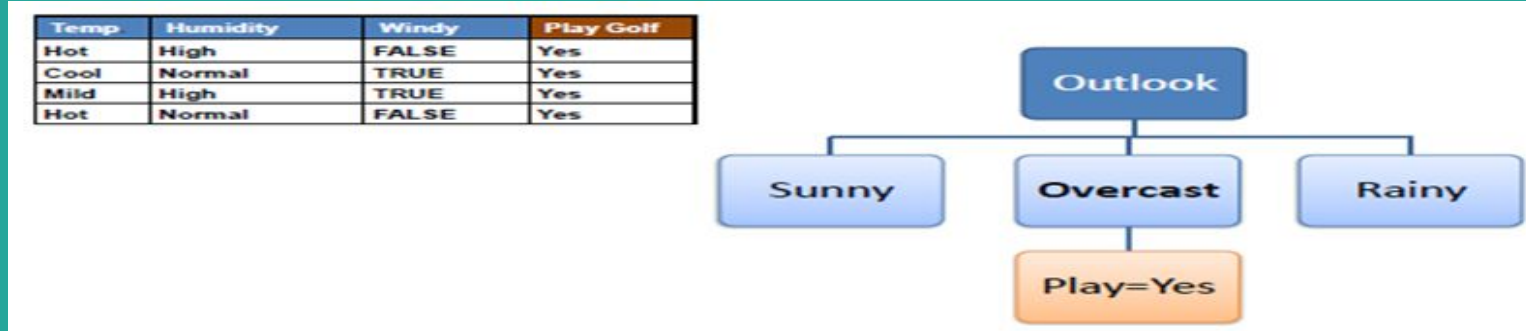 Temp. Humidity Windy Play Golf
Hot High FALSE Yes
Cool Normal TRUE Yes
Mild High TRUE Yes
Hot Normal FALSE Yes
Outlook
Sunny Overcast Rainy
Play=Yes